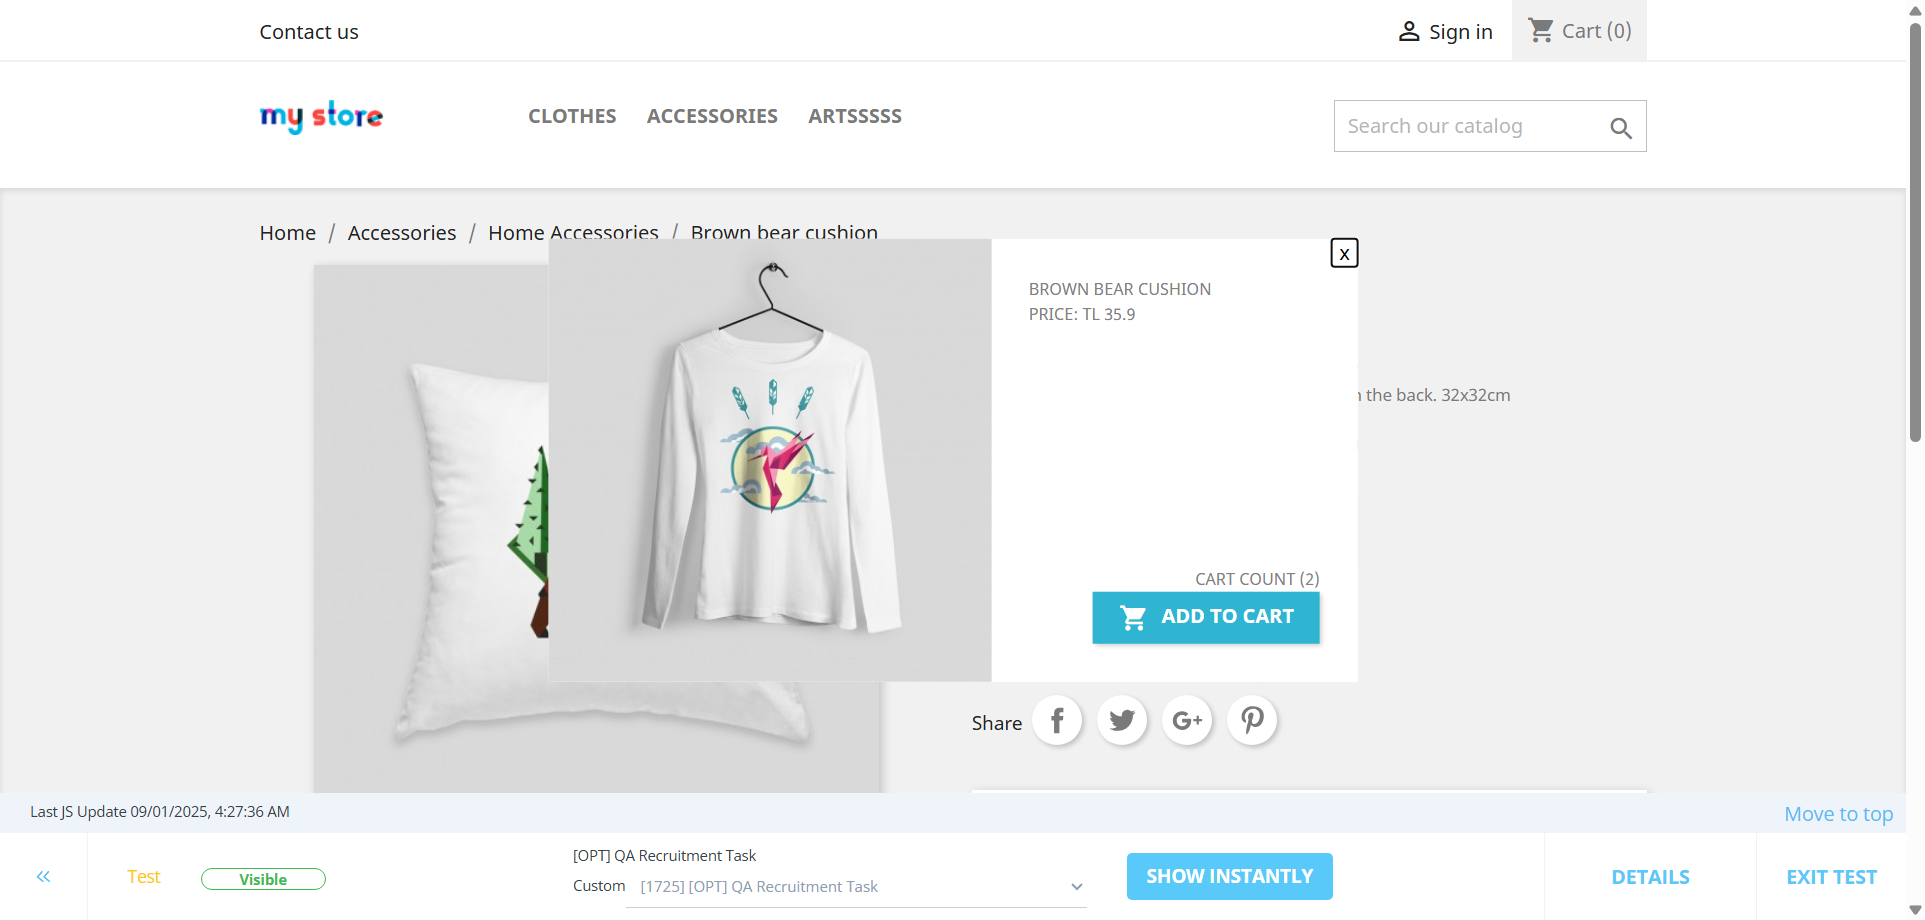 Contact us
Sign in
Cart (0)
my store
CLOTHES
ACCESSORIES
ARTSSSSS
Search our catalog
Home / Accessories / Home Accessories / Brown bear cushion
x
BROWN BEAR CUSHION
PRICE: TL 35.9
the back. 32x32cm
CART COUNT (2)
ADD TO CART
Share
Last JS Update 09/01/2025, 4:27:36 AM
Move to top
Test
Visible
[OPT] QA Recruitment Task
Custom
[1725] [OPT] QA Recruitment Task
SHOW INSTANTLY
DETAILS
EXIT TEST